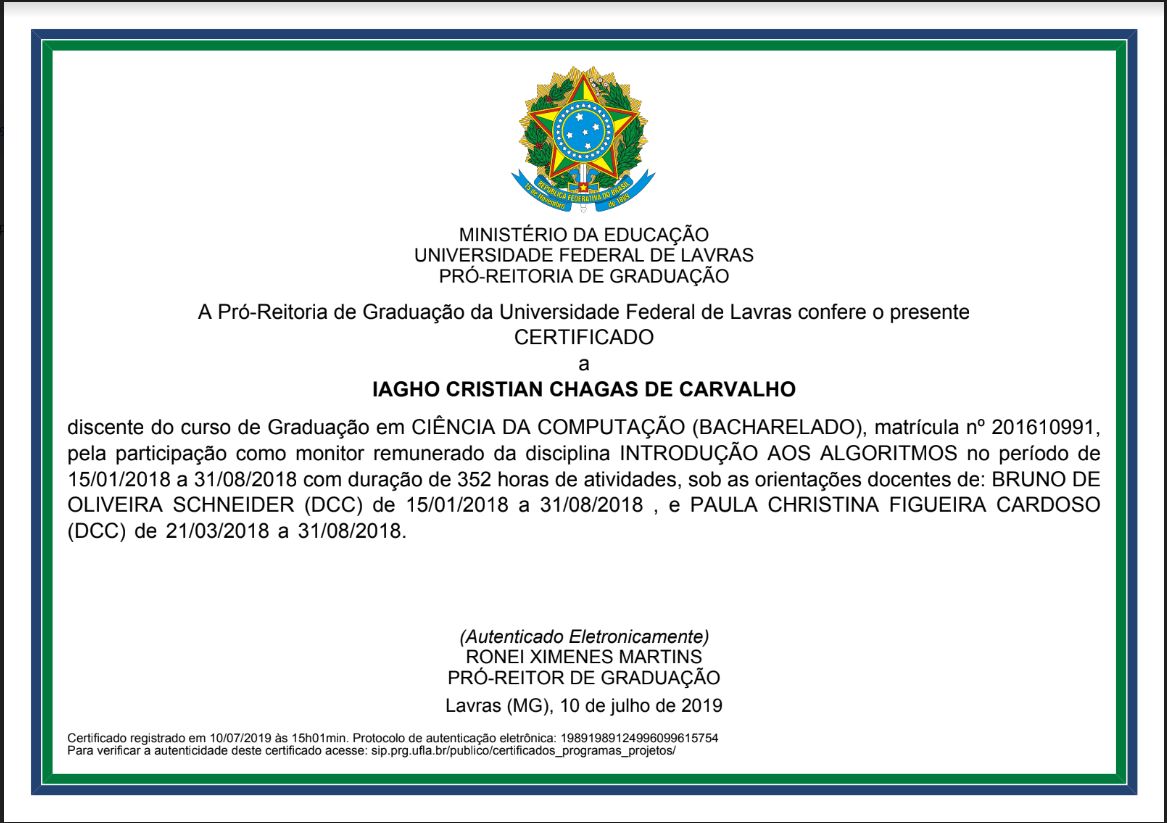 REPÚBLICA FEDERATIVA DO BRASIL
15 de Novembro de 1889
MINISTÉRIO DA EDUCAÇÃO
UNIVERSIDADE FEDERAL DE LAVRAS
PRÓ-REITORIA DE GRADUAÇÃO
A Pró-Reitoria de Graduação da Universidade Federal de Lavras confere o presente
CERTIFICADO
a
IAGHO CRISTIAN CHAGAS DE CARVALHO
discente do curso de Graduação em CIÊNCIA DA COMPUTAÇÃO (BACHARELADO), matrícula nº 201610991,
pela participação como monitor remunerado da disciplina INTRODUÇÃO AOS ALGORITMOS no período de
15/01/2018 a 31/08/2018 com duração de 352 horas de atividades, sob as orientações docentes de: BRUNO DE
OLIVEIRA SCHNEIDER (DCC) de 15/01/2018 a 31/08/2018 , e PAULA CHRISTINA FIGUEIRA CARDOSO
(DCC) de 21/03/2018 a 31/08/2018.
(Autenticado Eletronicamente)
RONEI XIMENES MARTINS
PRÓ-REITOR DE GRADUAÇÃO
Lavras (MG), 10 de julho de 2019
Certificado registrado em 10/07/2019 às 15h01min. Protocolo de autenticação eletrônica: 19891989124996099615754
Para verificar a autenticidade deste certificado acesse: sip.prg.ufla.br/publico/certificados_programas_projetos/